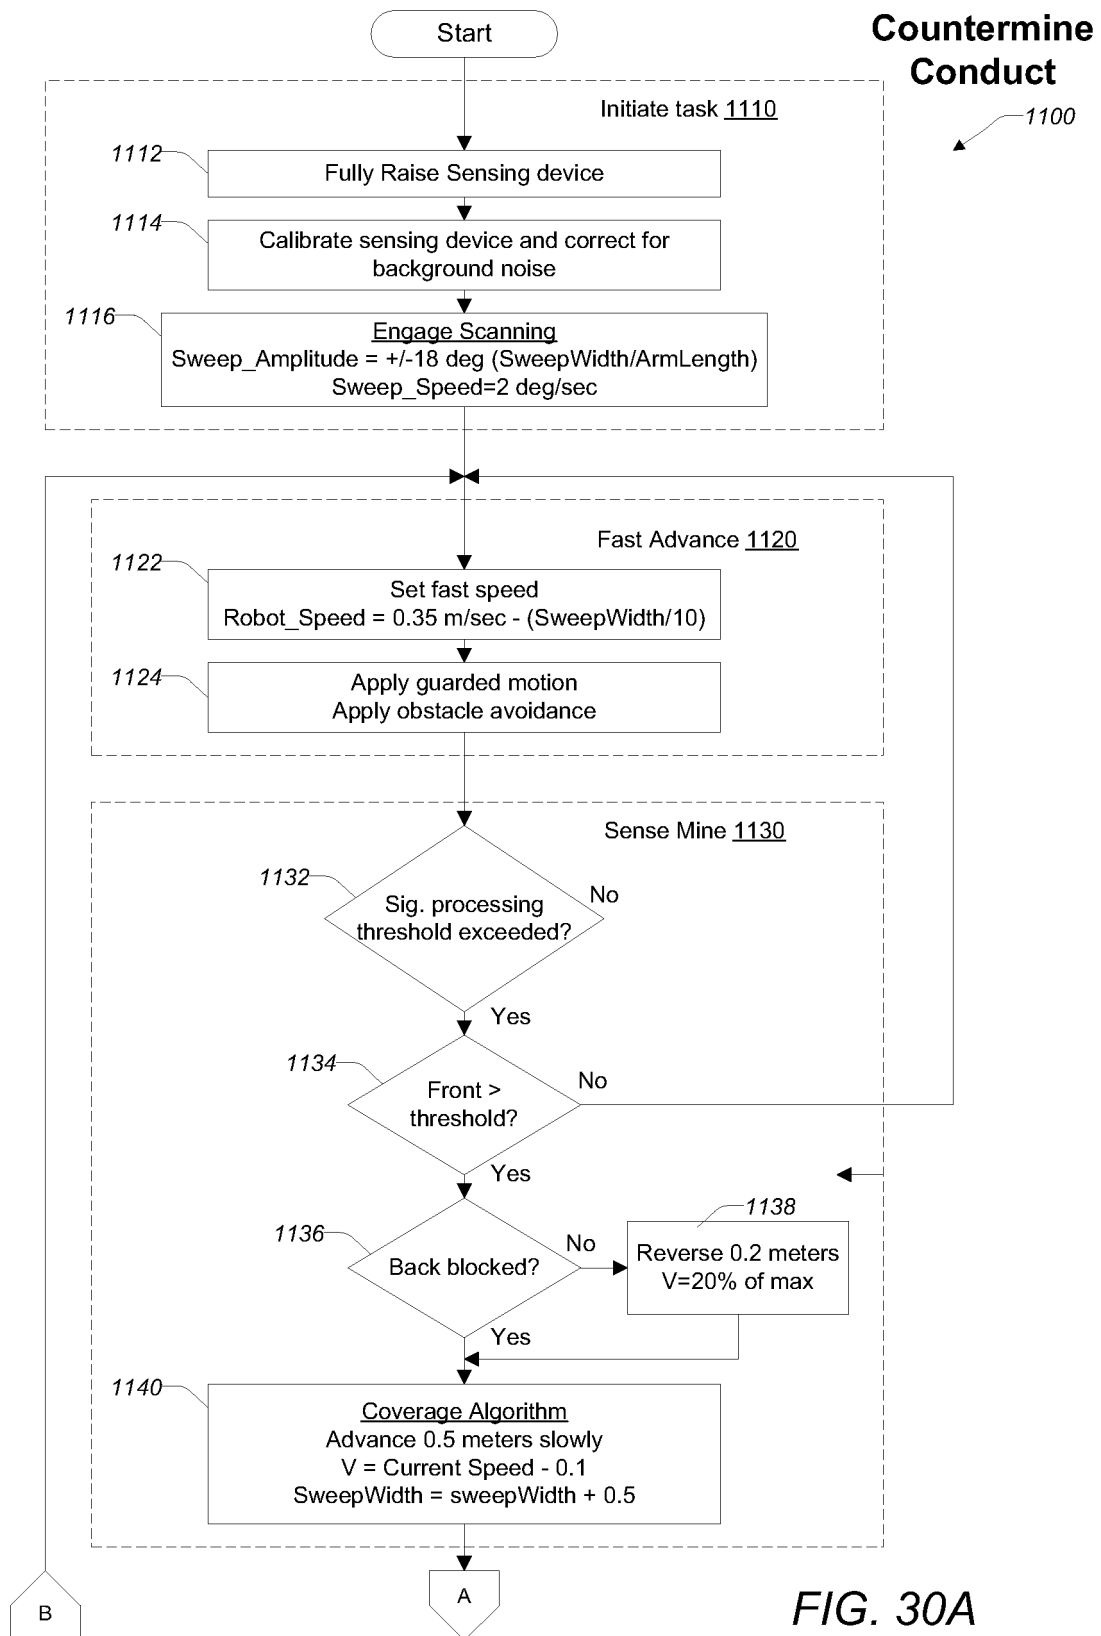 Start
Countermine
Conduct
1100
Initiate task 1110
1112
Fully Raise Sensing device
1114
Calibrate sensing device and correct for
background noise
1116
Engage Scanning
Sweep_Amplitude = +/-18 deg (SweepWidth/ArmLength)
Sweep_Speed=2 deg/sec
Fast Advance 1120
1122
Set fast speed
Robot_Speed = 0.35 m/sec - (SweepWidth/10)
1124
Apply guarded motion
Apply obstacle avoidance
Sense Mine 1130
1132
No
Sig. processing
threshold exceeded?
Yes
1134
No
Front >
threshold?
Yes
1136
No
Back blocked?
1138
Reverse 0.2 meters
V=20% of max
Yes
1140
Coverage Algorithm
Advance 0.5 meters slowly
V = Current Speed - 0.1
SweepWidth = sweepWidth + 0.5
B
A
FIG. 30A